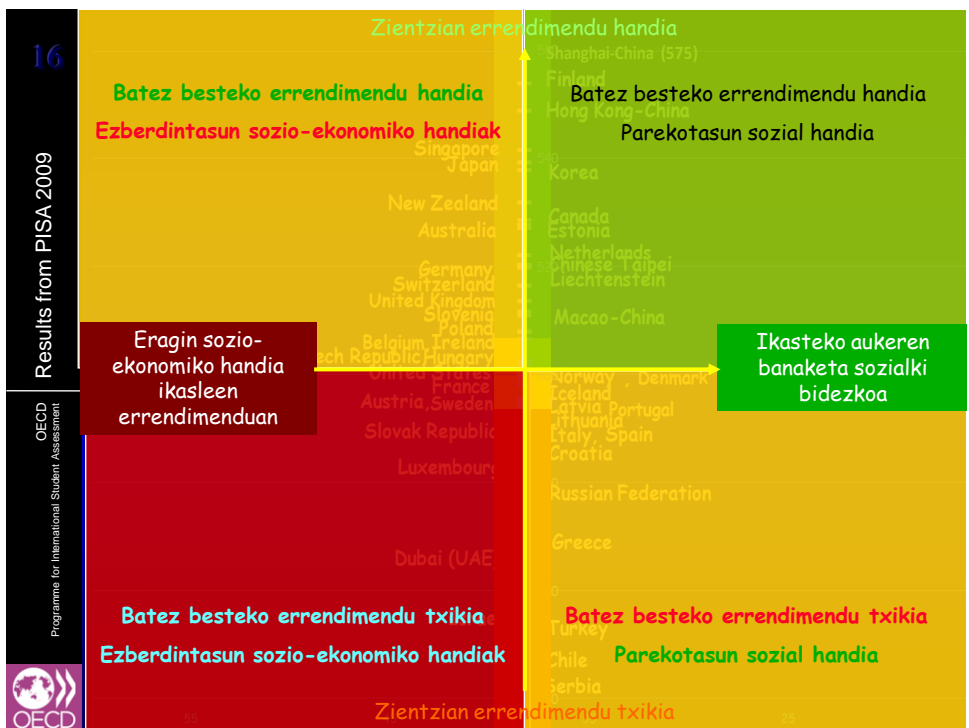 Zientzian errendimendu handia
16
Shanghai-China (575)
Batez besteko errendimendu handia
Ezberdintasun sozio-ekonomiko handiak
Finland
Batez besteko errendimendu handia
Hong Kong-China
Parekotasun sozial handia
Singapore
Japan
Korea
New Zealand
Australia
Canada
Estonia
Netherlands
Chinese Taipei
Liechtenstein
Germany
Switzerland
United Kingdom
Slovenia
Macao-China
Poland
Belgium, Ireland
Hungary
United States
Results from PISA 2009
Eragin sozio-
ekonomiko handia
ikasleen
errendimenduan
Ikasteko aukeren
banaketa sozialki
bidezkoa
Norway , Denmark
Iceland
France
Latvia Portugal
Austria,Sweden
Lithuania
Slovak Republic
Italy, Spain
Croatia
Luxembourg
Russian Federation
Greece
Dubai (UAE)
OECD
Programme for International Student Assessment
Batez besteko errendimendu txikia
Ezberdintasun sozio-ekonomiko handiak
Batez besteko errendimendu txikia
Turkey
Parekotasun sozial handia
Chile
Serbia
Zientzian errendimendu txikia
55
25
OECD